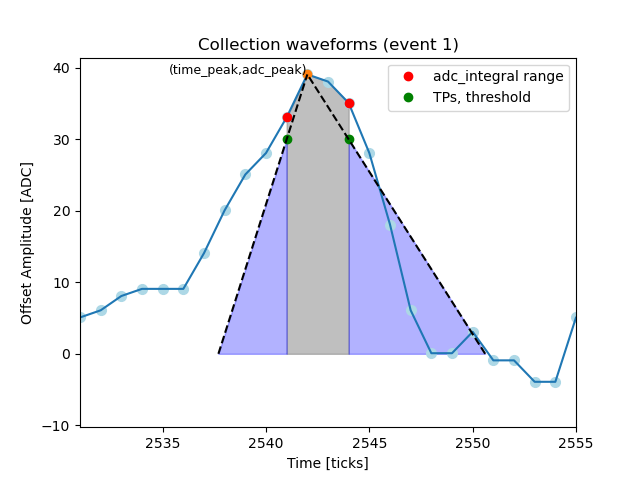 Collection waveforms (event 1)
(time_peak,adc_peak)
adc_integral range
TPs, threshold
40
30
20
10
0
−10
Offset Amplitude [ADC]
2535
2540
2545
2550
2555
Time [ticks]